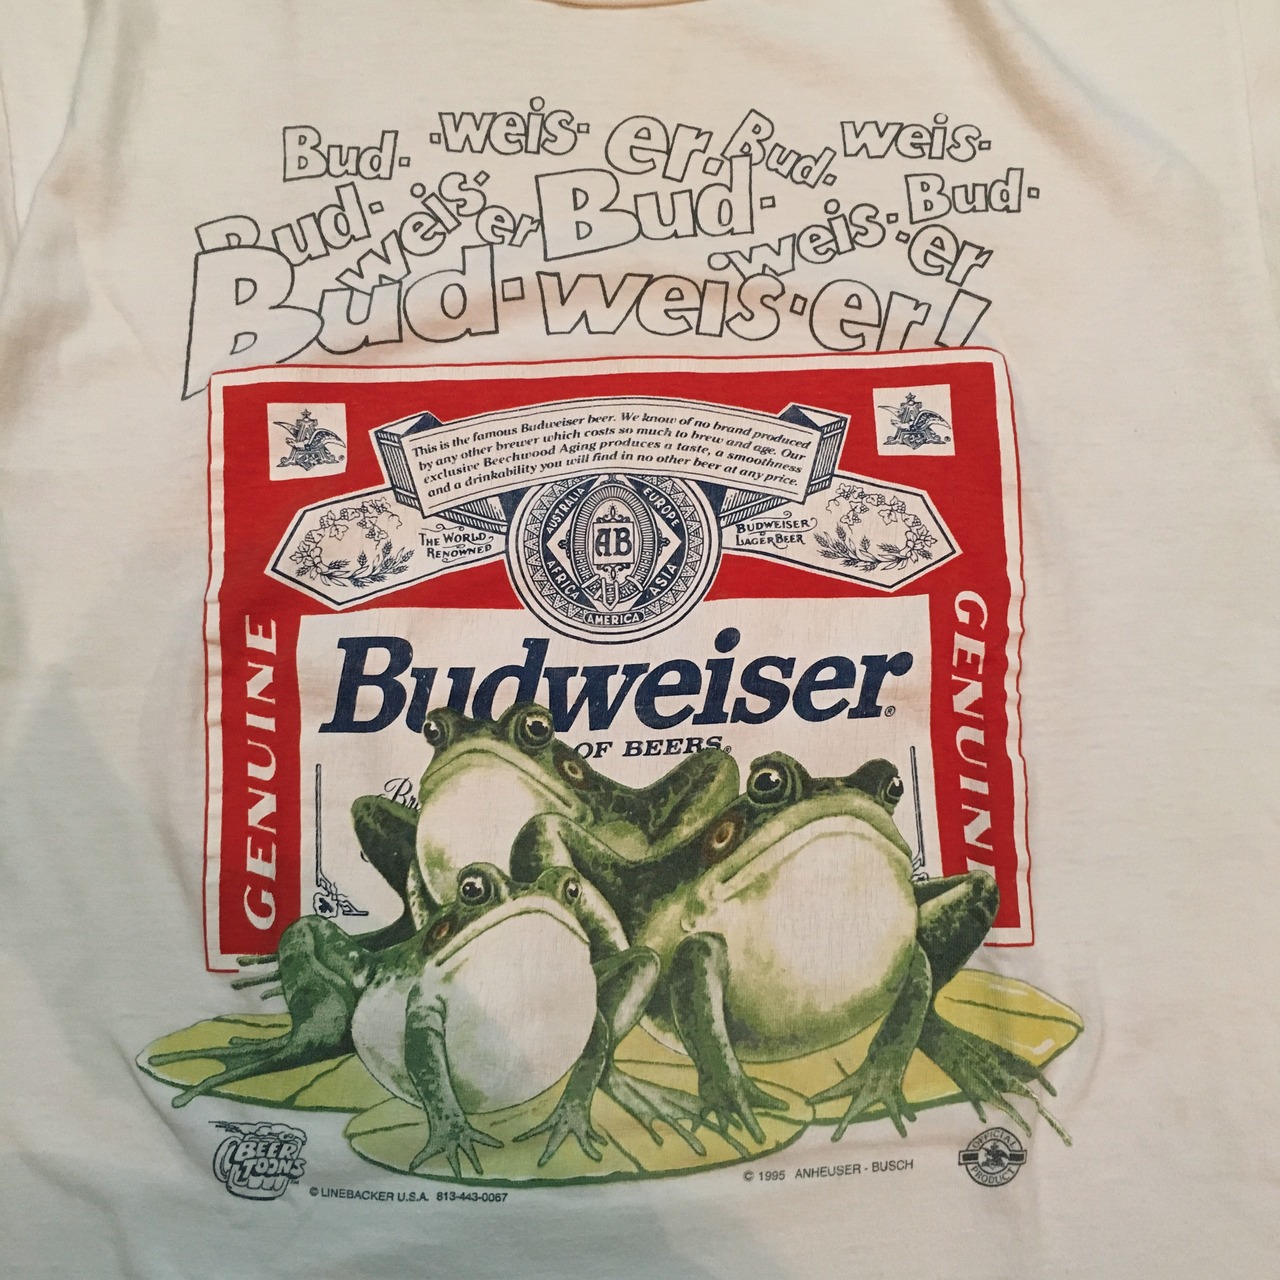 Bud- -weis- er. Bud. weis-
Bud- weis- er Bud- weis- -er Bud-
Bud-weis-er!
This is the famous Budweiser beer. We know of no brand produced
by any other brewer which costs so much to brew and age. Our
exclusive Beechwood Aging produces a taste, a smoothness
and a drinkability you will find in no other beer at any price.
THE WORLD RENOWNED
AUSTRALIA
EUROPE
AB
AFRICA
ASIA
AMERICA
BUDWEISER LAGER BEER
GENUINE
Budweiser®
OF BEERS®
GENUINE
BEER
TOONS™
© LINEBACKER U.S.A. 813-443-0067
© 1995 ANHEUSER - BUSCH
OFFICIAL
PRODUCT